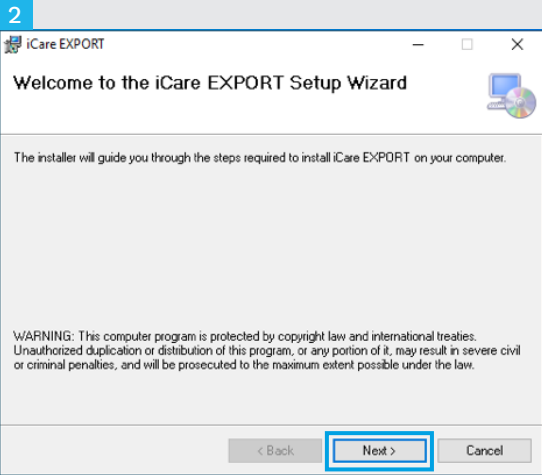 2
iCare EXPORT
Welcome to the iCare EXPORT Setup Wizard
The installer will guide you through the steps required to install iCare EXPORT on your computer.
WARNING: This computer program is protected by copyright law and international treaties.
Unauthorized duplication or distribution of this program, or any portion of it, may result in severe civil
or criminal penalties, and will be prosecuted to the maximum extent possible under the law.
< Back Next > Cancel